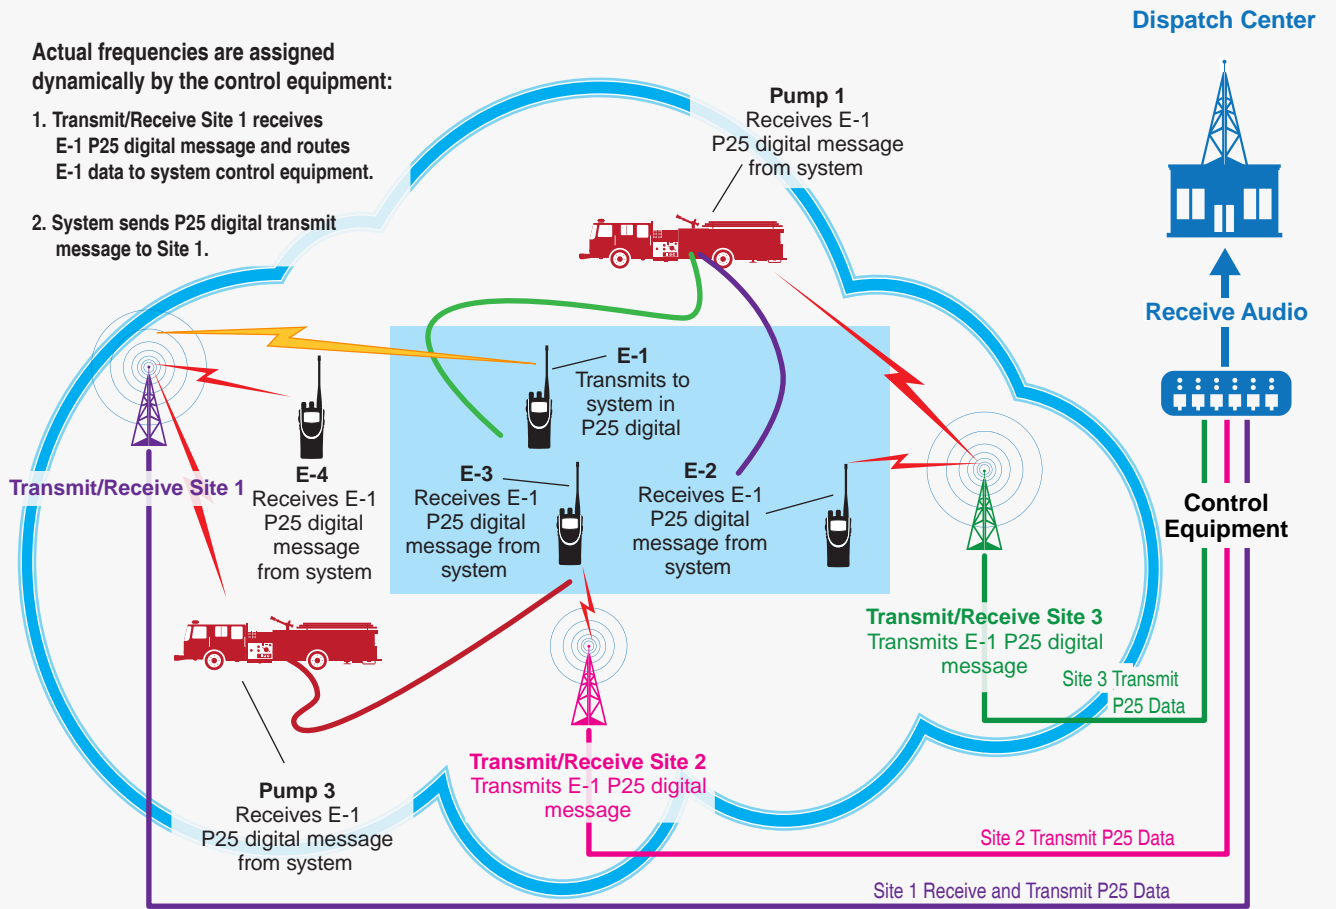 Dispatch Center
Actual frequencies are assigned
dynamically by the control equipment:
1. Transmit/Receive Site 1 receives
E-1 P25 digital message and routes
E-1 data to system control equipment.
2. System sends P25 digital transmit
message to Site 1.
Pump 1
Receives E-1
P25 digital message
from system
Receive Audio
E-1
Transmits to
system in
P25 digital
Transmit/Receive Site 1
E-4
Receives E-1
P25 digital
message
from system
E-3
Receives E-1
P25 digital
message from
system
E-2
Receives E-1
P25 digital
message from
system
Control
Equipment
Transmit/Receive Site 3
Transmits E-1 P25 digital
message
Site 3 Transmit
P25 Data
Transmit/Receive Site 2
Transmits E-1 P25 digital
message
Pump 3
Receives E-1
P25 digital message
from system
Site 2 Transmit P25 Data
Site 1 Receive and Transmit P25 Data